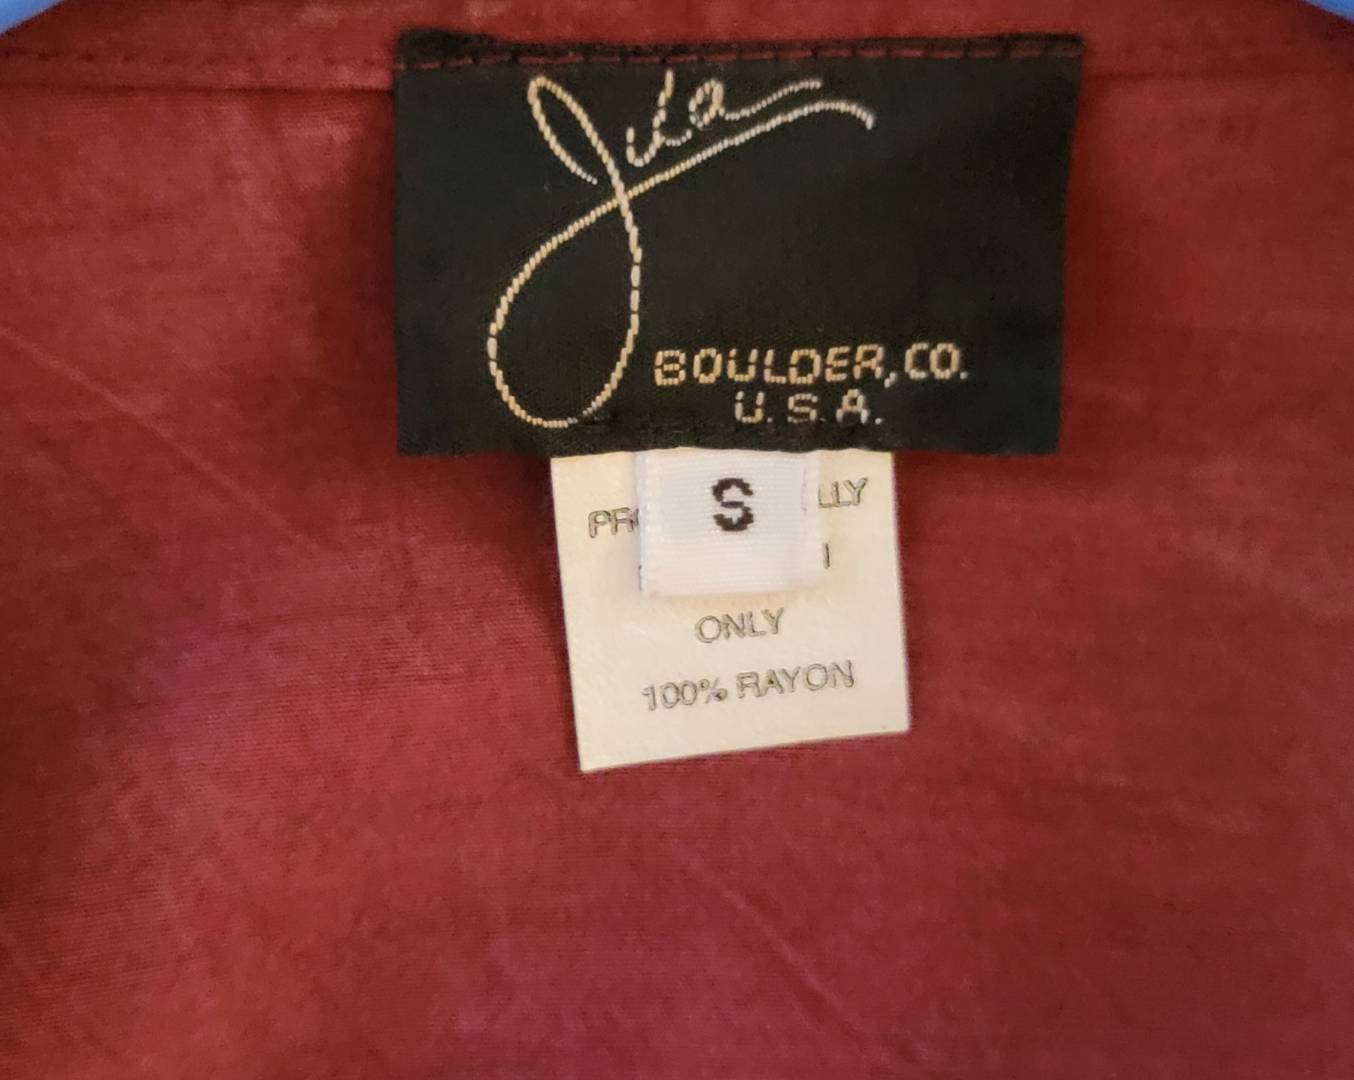 Jila
BOULDER, CO.
U.S.A.
S
ONLY
100% RAYON